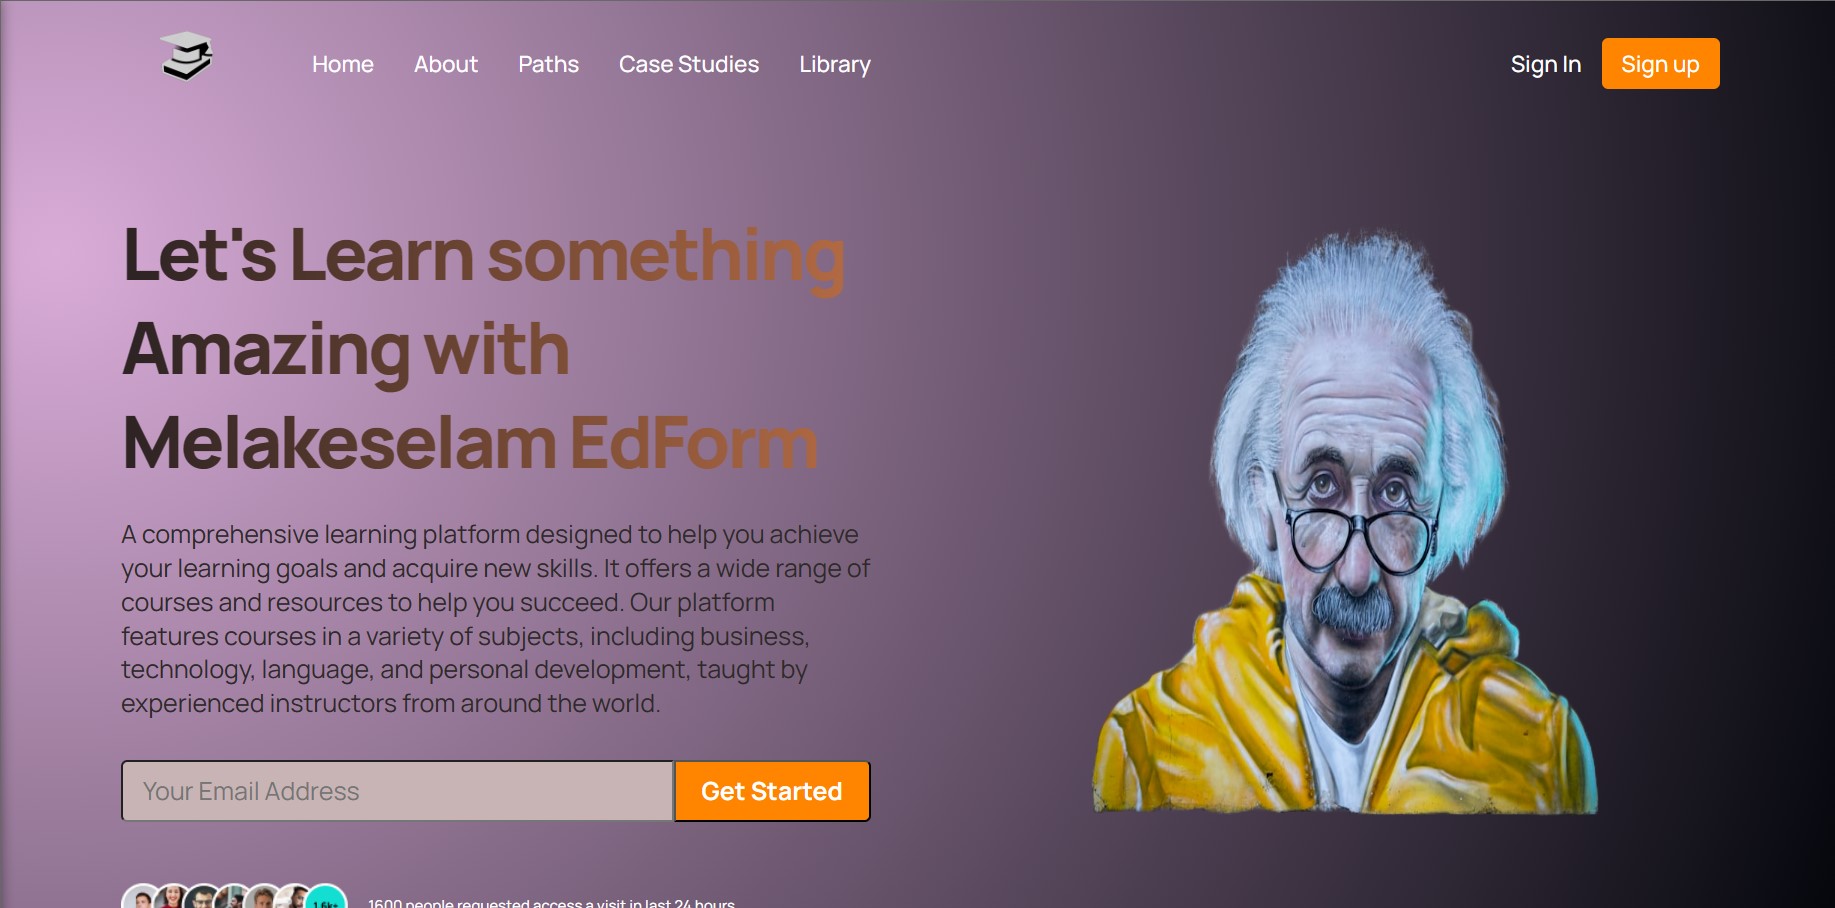 Home About Paths Case Studies Library Sign In Sign up
Let's Learn something
Amazing with
Melakeselam EdForm
A comprehensive learning platform designed to help you achieve
your learning goals and acquire new skills. It offers a wide range of
courses and resources to help you succeed. Our platform
features courses in a variety of subjects, including business,
technology, language, and personal development, taught by
experienced instructors from around the world.
Your Email Address Get Started
1.6k+ 1600 people requested access a visit in last 24 hours